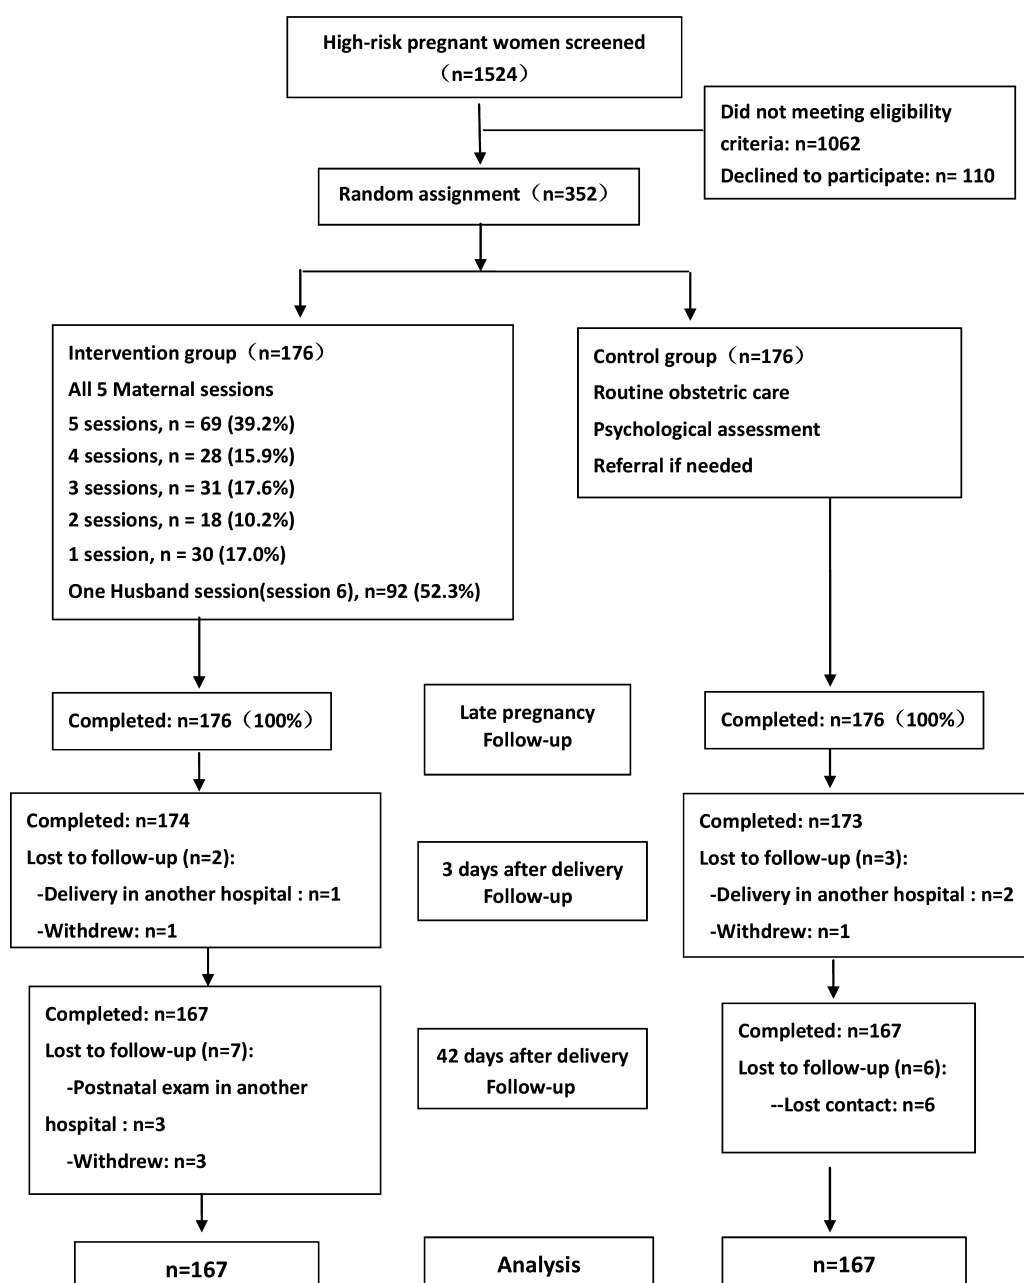 High-risk pregnant women screened
（n=1524）
Did not meeting eligibility
criteria: n=1062
Declined to participate: n= 110
Random assignment（n=352）
Intervention group（n=176）
All 5 Maternal sessions
5 sessions, n = 69 (39.2%)
4 sessions, n = 28 (15.9%)
3 sessions, n = 31 (17.6%)
2 sessions, n = 18 (10.2%)
1 session, n = 30 (17.0%)
One Husband session(session 6), n=92 (52.3%)
Control group（n=176）
Routine obstetric care
Psychological assessment
Referral if needed
Completed: n=176（100%）
Late pregnancy
Follow-up
Completed: n=176（100%）
Completed: n=174
Lost to follow-up (n=2):
-Delivery in another hospital : n=1
-Withdrew: n=1
3 days after delivery
Follow-up
Completed: n=173
Lost to follow-up (n=3):
-Delivery in another hospital : n=2
-Withdrew: n=1
Completed: n=167
Lost to follow-up (n=7):
-Postnatal exam in another
hospital : n=3
-Withdrew: n=3
42 days after delivery
Follow-up
Completed: n=167
Lost to follow-up (n=6):
--Lost contact: n=6
n=167
Analysis
n=167